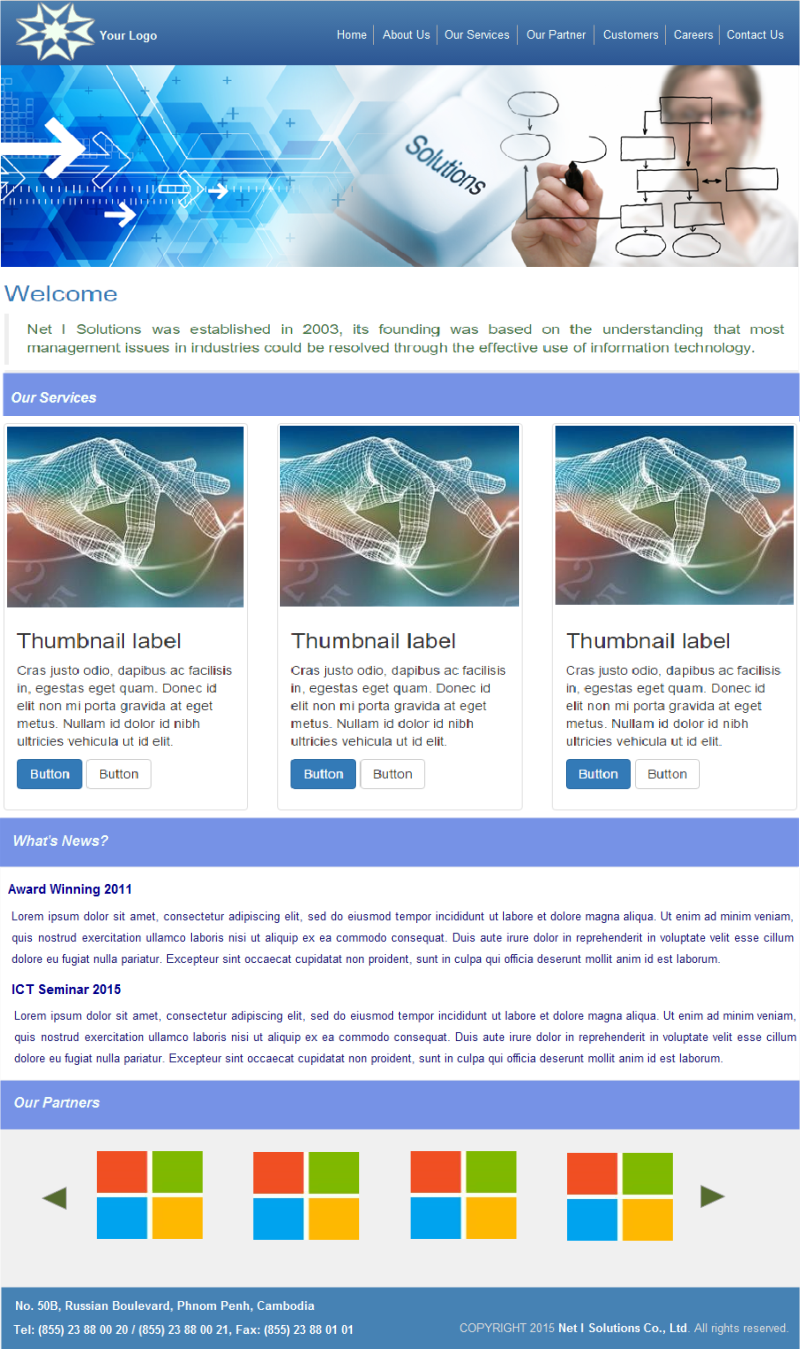 Your Logo
Home About Us Our Services Our Partner Customers Careers Contact Us
Solutions
Welcome
Net I Solutions was established in 2003, its founding was based on the understanding that most
management issues in industries could be resolved through the effective use of information technology.
Our Services
Thumbnail label
Cras justo odio, dapibus ac facilisis
in, egestas eget quam. Donec id
elit non mi porta gravida at eget
metus. Nullam id dolor id nibh
ultricies vehicula ut id elit.
Button Button
Thumbnail label
Cras justo odio, dapibus ac facilisis
in, egestas eget quam. Donec id
elit non mi porta gravida at eget
metus. Nullam id dolor id nibh
ultricies vehicula ut id elit.
Button Button
Thumbnail label
Cras justo odio, dapibus ac facilisis
in, egestas eget quam. Donec id
elit non mi porta gravida at eget
metus. Nullam id dolor id nibh
ultricies vehicula ut id elit.
Button Button
What's News?
Award Winning 2011
Lorem ipsum dolor sit amet, consectetur adipiscing elit, sed do eiusmod tempor incididunt ut labore et dolore magna aliqua. Ut enim ad minim veniam,
quis nostrud exercitation ullamco laboris nisi ut aliquip ex ea commodo consequat. Duis aute irure dolor in reprehenderit in voluptate velit esse cillum
dolore eu fugiat nulla pariatur. Excepteur sint occaecat cupidatat non proident, sunt in culpa qui officia deserunt mollit anim id est laborum.
ICT Seminar 2015
Lorem ipsum dolor sit amet, consectetur adipiscing elit, sed do eiusmod tempor incididunt ut labore et dolore magna aliqua. Ut enim ad minim veniam,
quis nostrud exercitation ullamco laboris nisi ut aliquip ex ea commodo consequat. Duis aute irure dolor in reprehenderit in voluptate velit esse cillum
dolore eu fugiat nulla pariatur. Excepteur sint occaecat cupidatat non proident, sunt in culpa qui officia deserunt mollit anim id est laborum.
Our Partners
No. 50B, Russian Boulevard, Phnom Penh, Cambodia
Tel: (855) 23 88 00 20 / (855) 23 88 00 21, Fax: (855) 23 88 01 01
COPYRIGHT 2015 Net I Solutions Co., Ltd. All rights reserved.